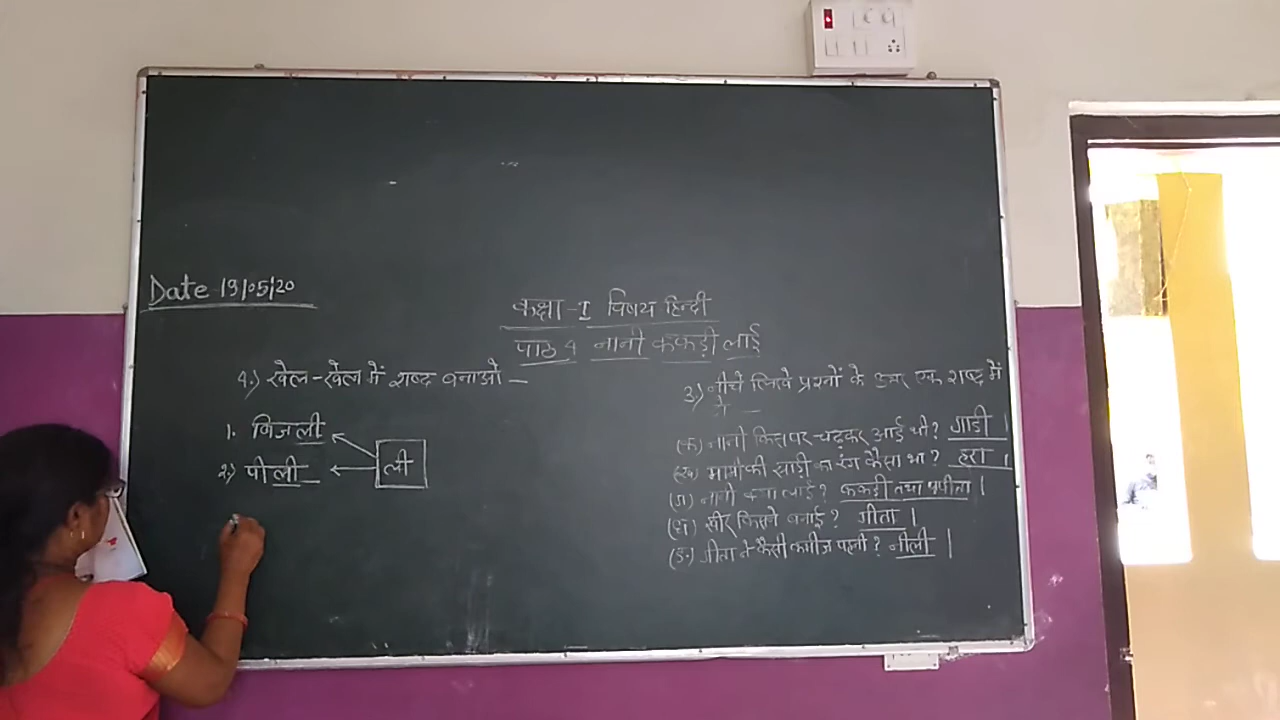 Date 19/05/20
कक्षा-I विषय हिन्दी
पाठ 4 नानी ककड़ी लाई
4.) खेल-खेल में शब्द बनाओ –
1. बिजली
2.) पीली
ली
3.) नीचे लिखे प्रश्नों के उत्तर एक शब्द में
दो –
(क) नानी किस पर चढ़कर आई थी? गाडी ।
(ख) मामी की साड़ी का रंग कैसा था? हरा ।
(ग) नानी क्या लाई? ककड़ी तथा पपीता ।
(घ) खीर किसने बनाई? गीता ।
(ङ) गीता ने कैसी कमीज पहनी? नीली ।